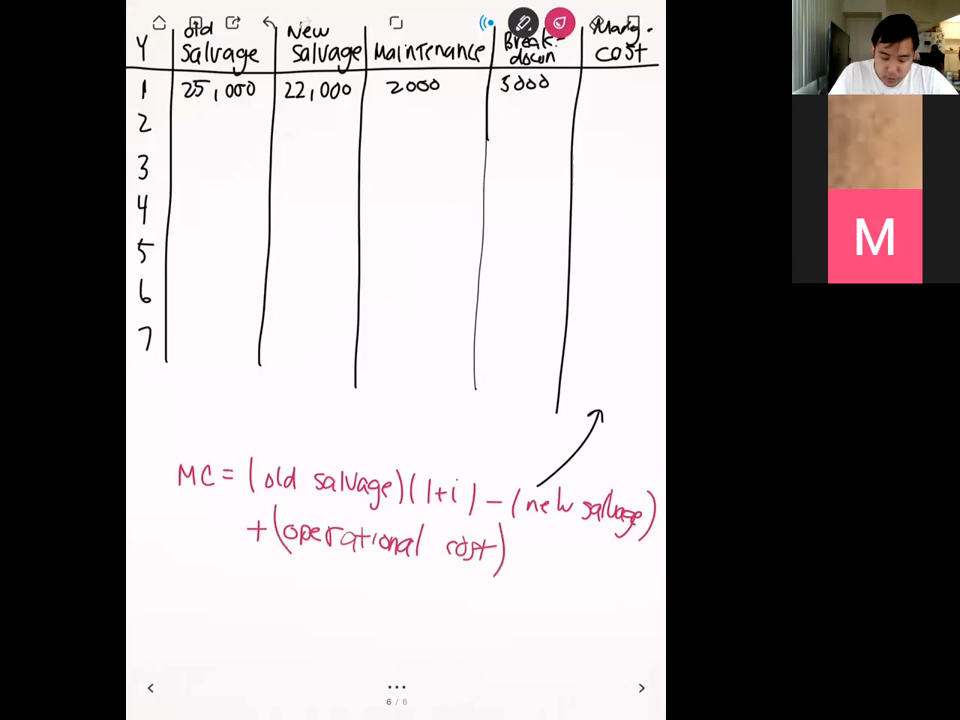 Y old Salvage New Salvage Maintenance Break-down Marg. cost
1 25,000 22,000 2000 5000
2
3
4
5
6
7
MC = (old salvage)(1+i) - (new salvage)
+ (operational cost)
6 / 6
M